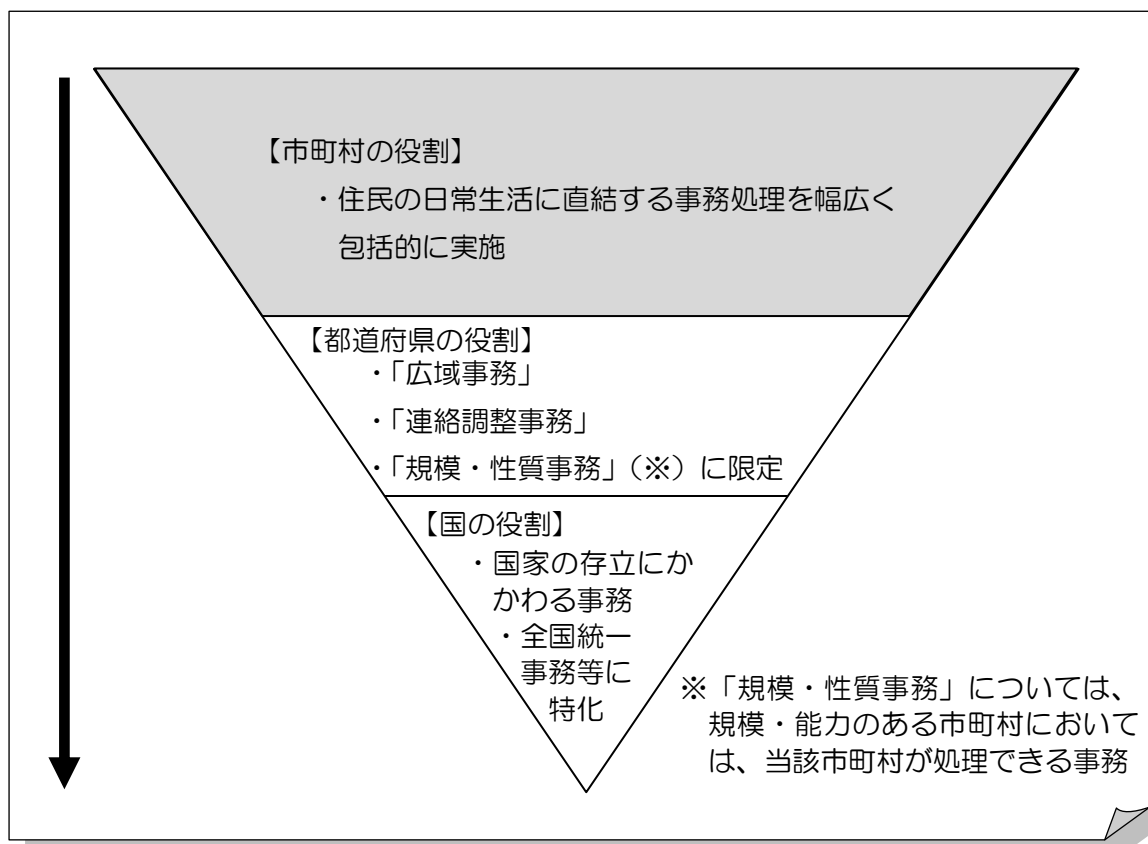 【市町村の役割】
・住民の日常生活に直結する事務処理を幅広く
包括的に実施
【都道府県の役割】
・「広域事務」
・「連絡調整事務」
・「規模・性質事務」（※）に限定
【国の役割】
・国家の存立にか
かわる事務
・全国統一
事務等に
特化
※「規模・性質事務」については、
規模・能力のある市町村において
は、当該市町村が処理できる事務